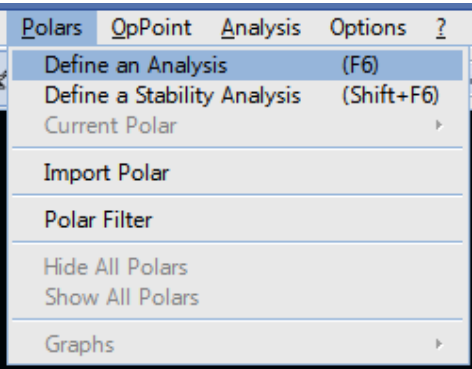 Polars OpPoint Analysis Options ?
Define an Analysis (F6)
Define a Stability Analysis (Shift+F6)
Current Polar
Import Polar
Polar Filter
Hide All Polars
Show All Polars
Graphs